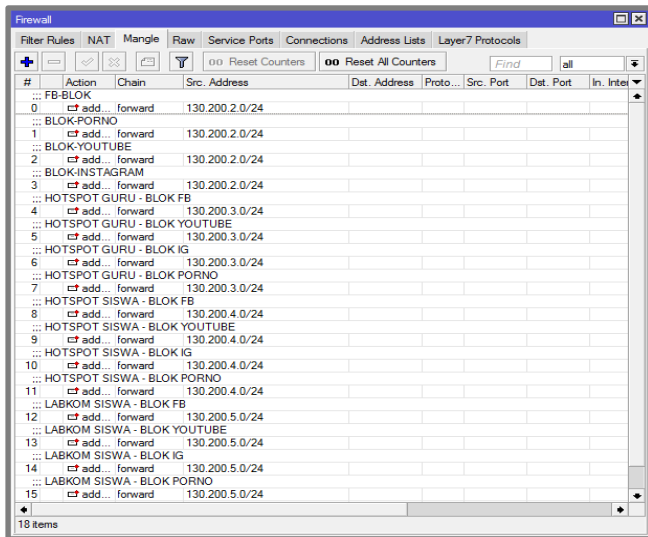 Firewall
Filter Rules NAT Mangle Raw Service Ports Connections Address Lists Layer7 Protocols
00 Reset Counters 00 Reset All Counters Find all
# Action Chain Src. Address Dst. Address Proto... Src. Port Dst. Port In. Inter
::: FB-BLOK
0 add... forward 130.200.2.0/24
::: BLOK-PORNO
1 add... forward 130.200.2.0/24
::: BLOK-YOUTUBE
2 add... forward 130.200.2.0/24
::: BLOK-INSTAGRAM
3 add... forward 130.200.2.0/24
::: HOTSPOT GURU - BLOK FB
4 add... forward 130.200.3.0/24
::: HOTSPOT GURU - BLOK YOUTUBE
5 add... forward 130.200.3.0/24
::: HOTSPOT GURU - BLOK IG
6 add... forward 130.200.3.0/24
::: HOTSPOT GURU - BLOK PORNO
7 add... forward 130.200.3.0/24
::: HOTSPOT SISWA - BLOK FB
8 add... forward 130.200.4.0/24
::: HOTSPOT SISWA - BLOK YOUTUBE
9 add... forward 130.200.4.0/24
::: HOTSPOT SISWA - BLOK IG
10 add... forward 130.200.4.0/24
::: HOTSPOT SISWA - BLOK PORNO
11 add... forward 130.200.4.0/24
::: LABKOM SISWA - BLOK FB
12 add... forward 130.200.5.0/24
::: LABKOM SISWA - BLOK YOUTUBE
13 add... forward 130.200.5.0/24
::: LABKOM SISWA - BLOK IG
14 add... forward 130.200.5.0/24
::: LABKOM SISWA - BLOK PORNO
15 add... forward 130.200.5.0/24
18 items